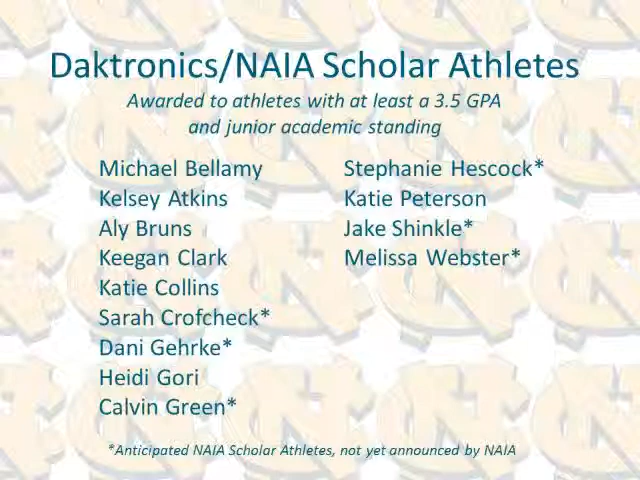 Daktronics/NAIA Scholar Athletes
Awarded to athletes with at least a 3.5 GPA
and junior academic standing
Michael Bellamy
Kelsey Atkins
Aly Bruns
Keegan Clark
Katie Collins
Sarah Crofcheck*
Dani Gehrke*
Heidi Gori
Calvin Green*
Stephanie Hescock*
Katie Peterson
Jake Shinkle*
Melissa Webster*
*Anticipated NAIA Scholar Athletes, not yet announced by NAIA